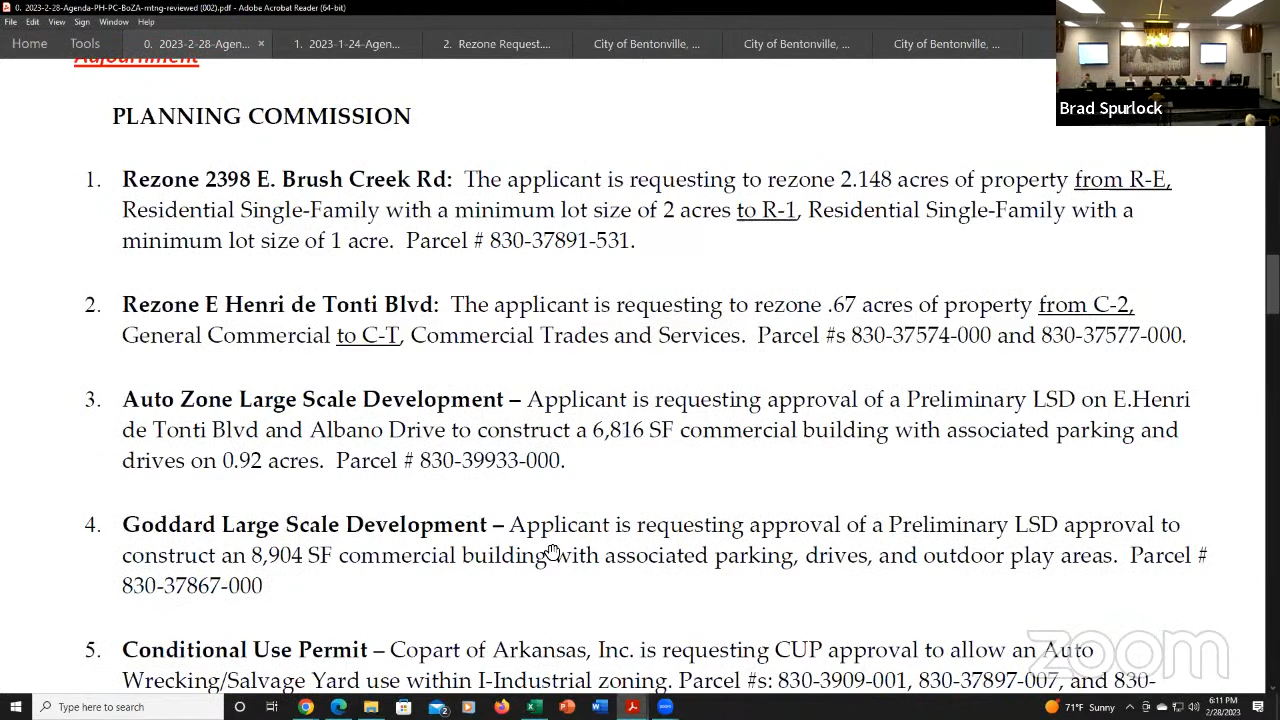 0. 2023-2-28-Agenda-PH-PC-BoZA-mtng-reviewed (002).pdf - Adobe Acrobat Reader (64-bit)
File Edit View Sign Window Help
Home Tools 0. 2023-2-28-Agen... × 1. 2023-1-24-Agen... 2. Rezone Request.... City of Bentonville, ... City of Bentonville, ... City of Bentonville, ...
Adjournment
Brad Spurlock
PLANNING COMMISSION
1. Rezone 2398 E. Brush Creek Rd: The applicant is requesting to rezone 2.148 acres of property from R-E,
Residential Single-Family with a minimum lot size of 2 acres to R-1, Residential Single-Family with a
minimum lot size of 1 acre. Parcel # 830-37891-531.
2. Rezone E Henri de Tonti Blvd: The applicant is requesting to rezone .67 acres of property from C-2,
General Commercial to C-T, Commercial Trades and Services. Parcel #s 830-37574-000 and 830-37577-000.
3. Auto Zone Large Scale Development – Applicant is requesting approval of a Preliminary LSD on E.Henri
de Tonti Blvd and Albano Drive to construct a 6,816 SF commercial building with associated parking and
drives on 0.92 acres. Parcel # 830-39933-000.
4. Goddard Large Scale Development – Applicant is requesting approval of a Preliminary LSD approval to
construct an 8,904 SF commercial building with associated parking, drives, and outdoor play areas. Parcel #
830-37867-000
5. Conditional Use Permit – Copart of Arkansas, Inc. is requesting CUP approval to allow an Auto
Wrecking/Salvage Yard use within I-Industrial zoning. Parcel #s: 830-3909-001, 830-37897-007, and 830-
zoom
Type here to search
71°F Sunny
6:11 PM
2/28/2023